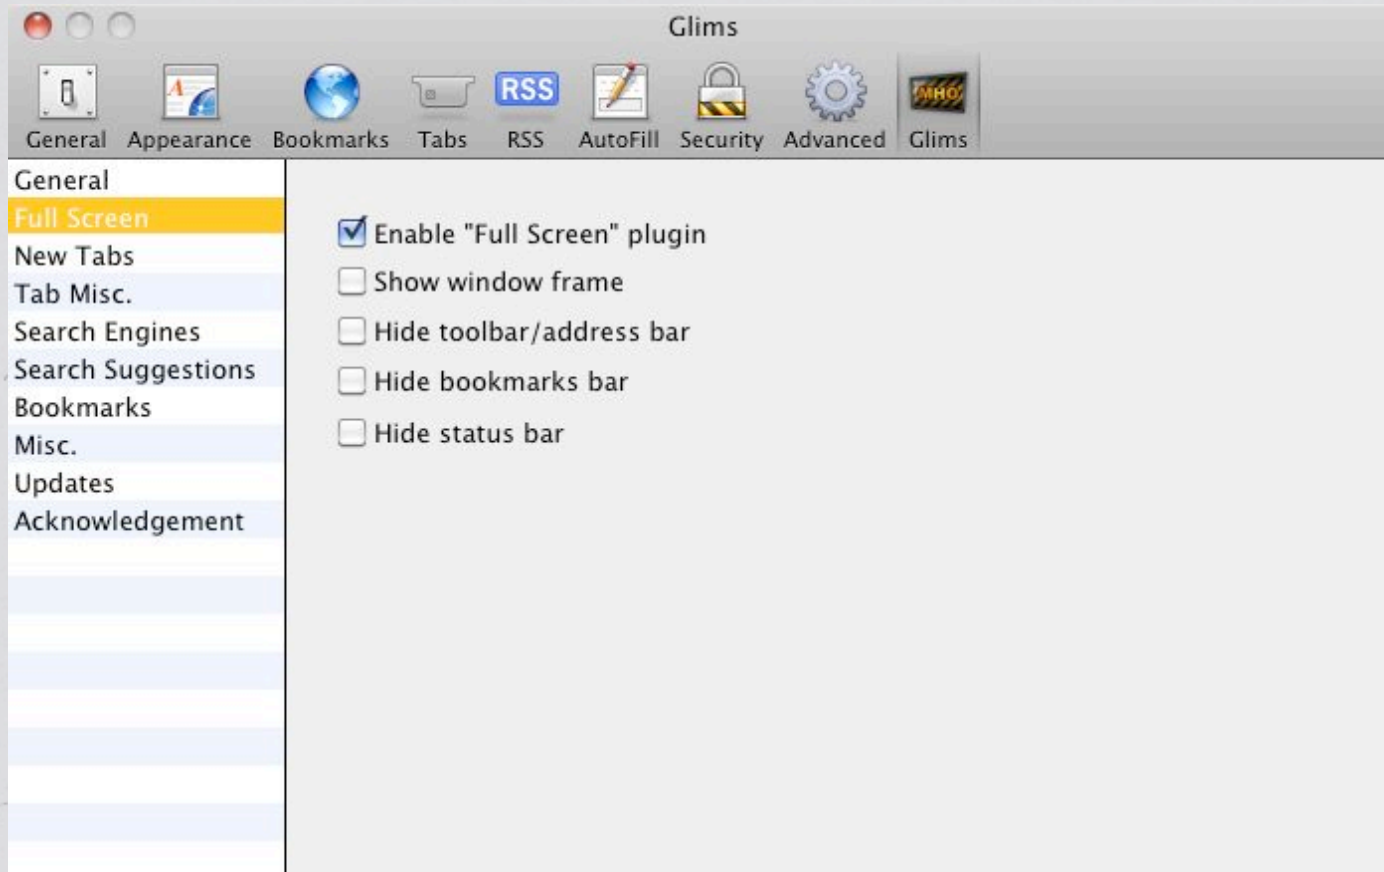 Glims
RSS
MHO
General Appearance Bookmarks Tabs RSS AutoFill Security Advanced Glims
General
Full Screen
New Tabs
Tab Misc.
Search Engines
Search Suggestions
Bookmarks
Misc.
Updates
Acknowledgement
Enable "Full Screen" plugin
Show window frame
Hide toolbar/address bar
Hide bookmarks bar
Hide status bar